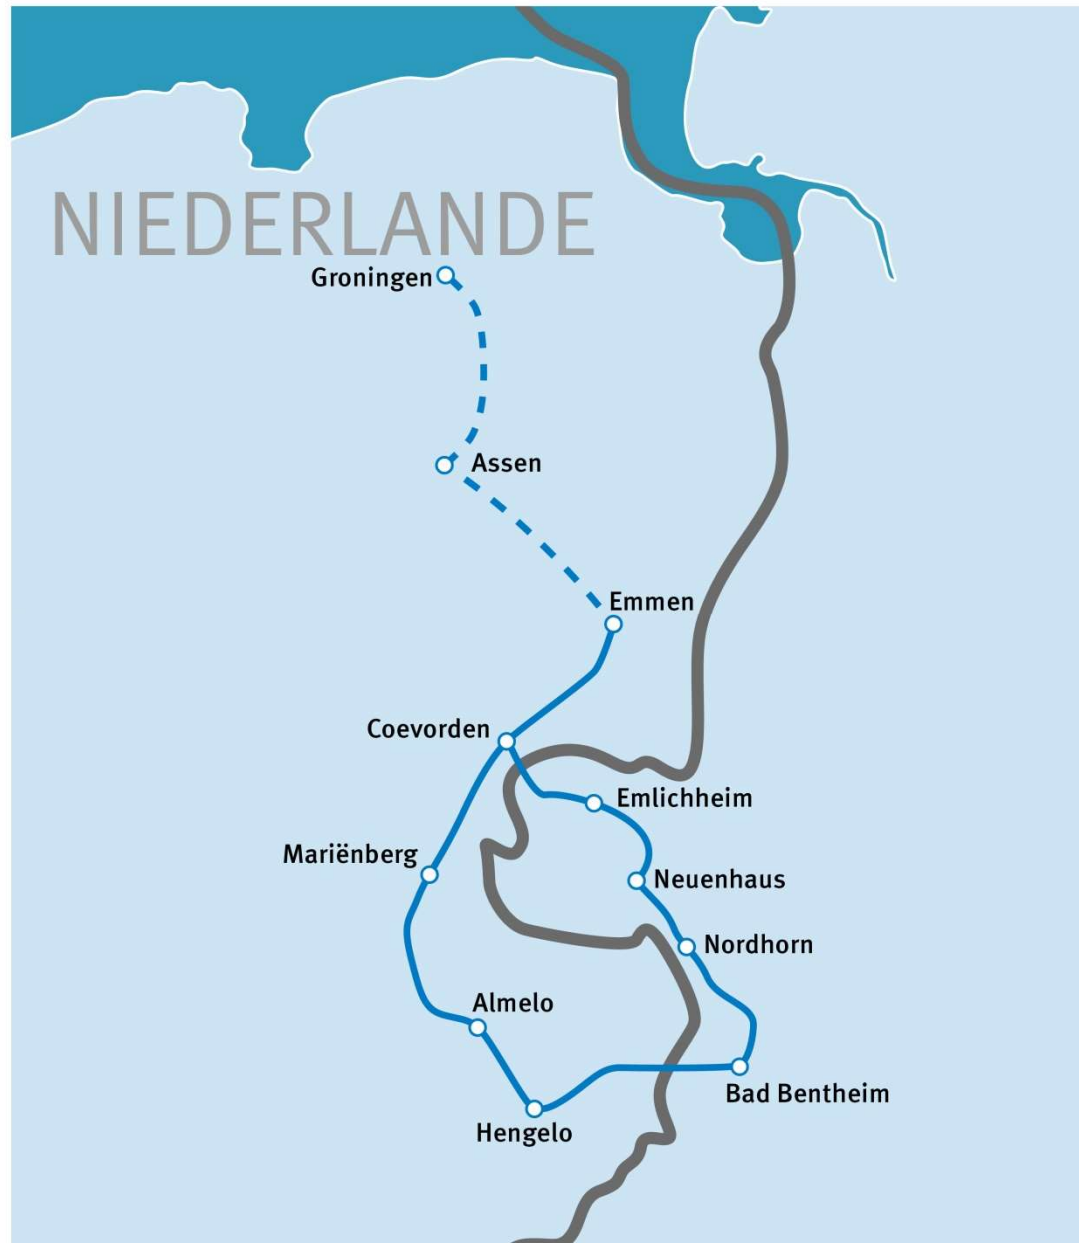 NIEDERLANDE
Groningen
Assen
Emmen
Coevorden
Emlichheim
Mariënberg
Neuenhaus
Nordhorn
Almelo
Bad Bentheim
Hengelo